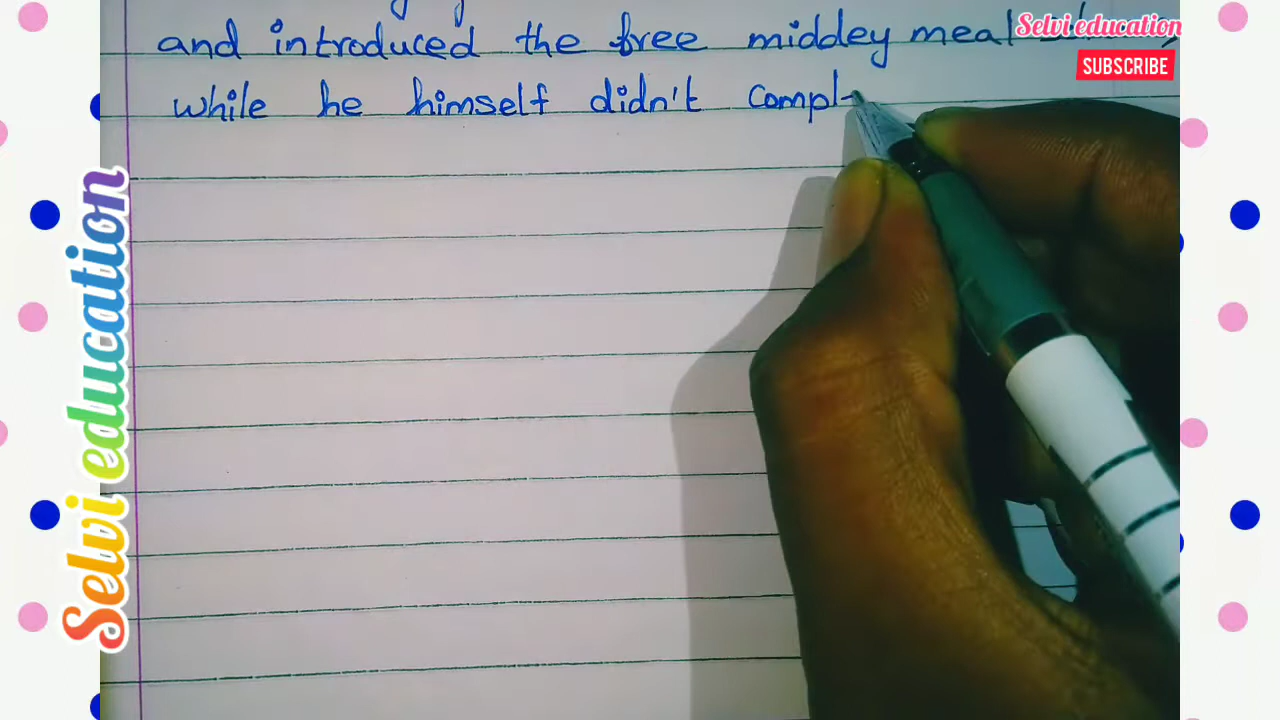 Selvi education
SUBSCRIBE
and introduced the free middey meal
while he himself didn't compl
Selvi education